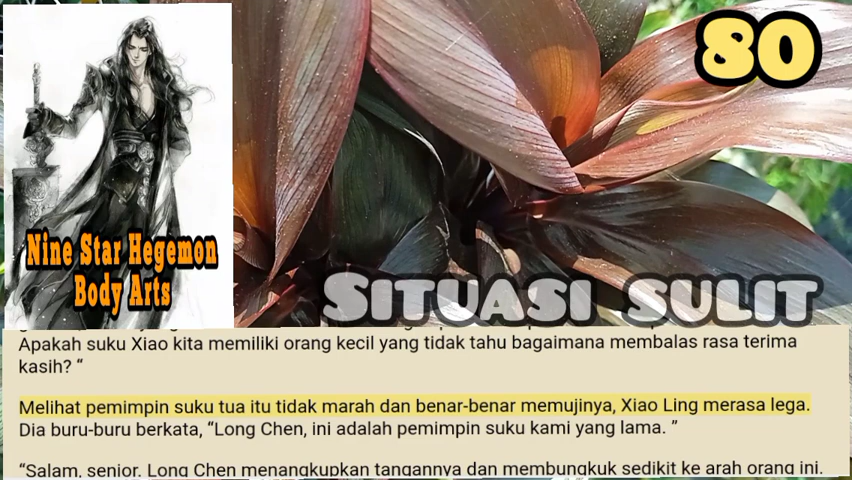 80
Nine Star Hegemon
Body Arts
Situasi sulit
Apakah suku Xiao kita memiliki orang kecil yang tidak tahu bagaimana membalas rasa terima
kasih? “
Melihat pemimpin suku tua itu tidak marah dan benar-benar memujinya, Xiao Ling merasa lega.
Dia buru-buru berkata, “Long Chen, ini adalah pemimpin suku kami yang lama. ”
“Salam, senior. Long Chen menangkupkan tangannya dan membungkuk sedikit ke arah orang ini.